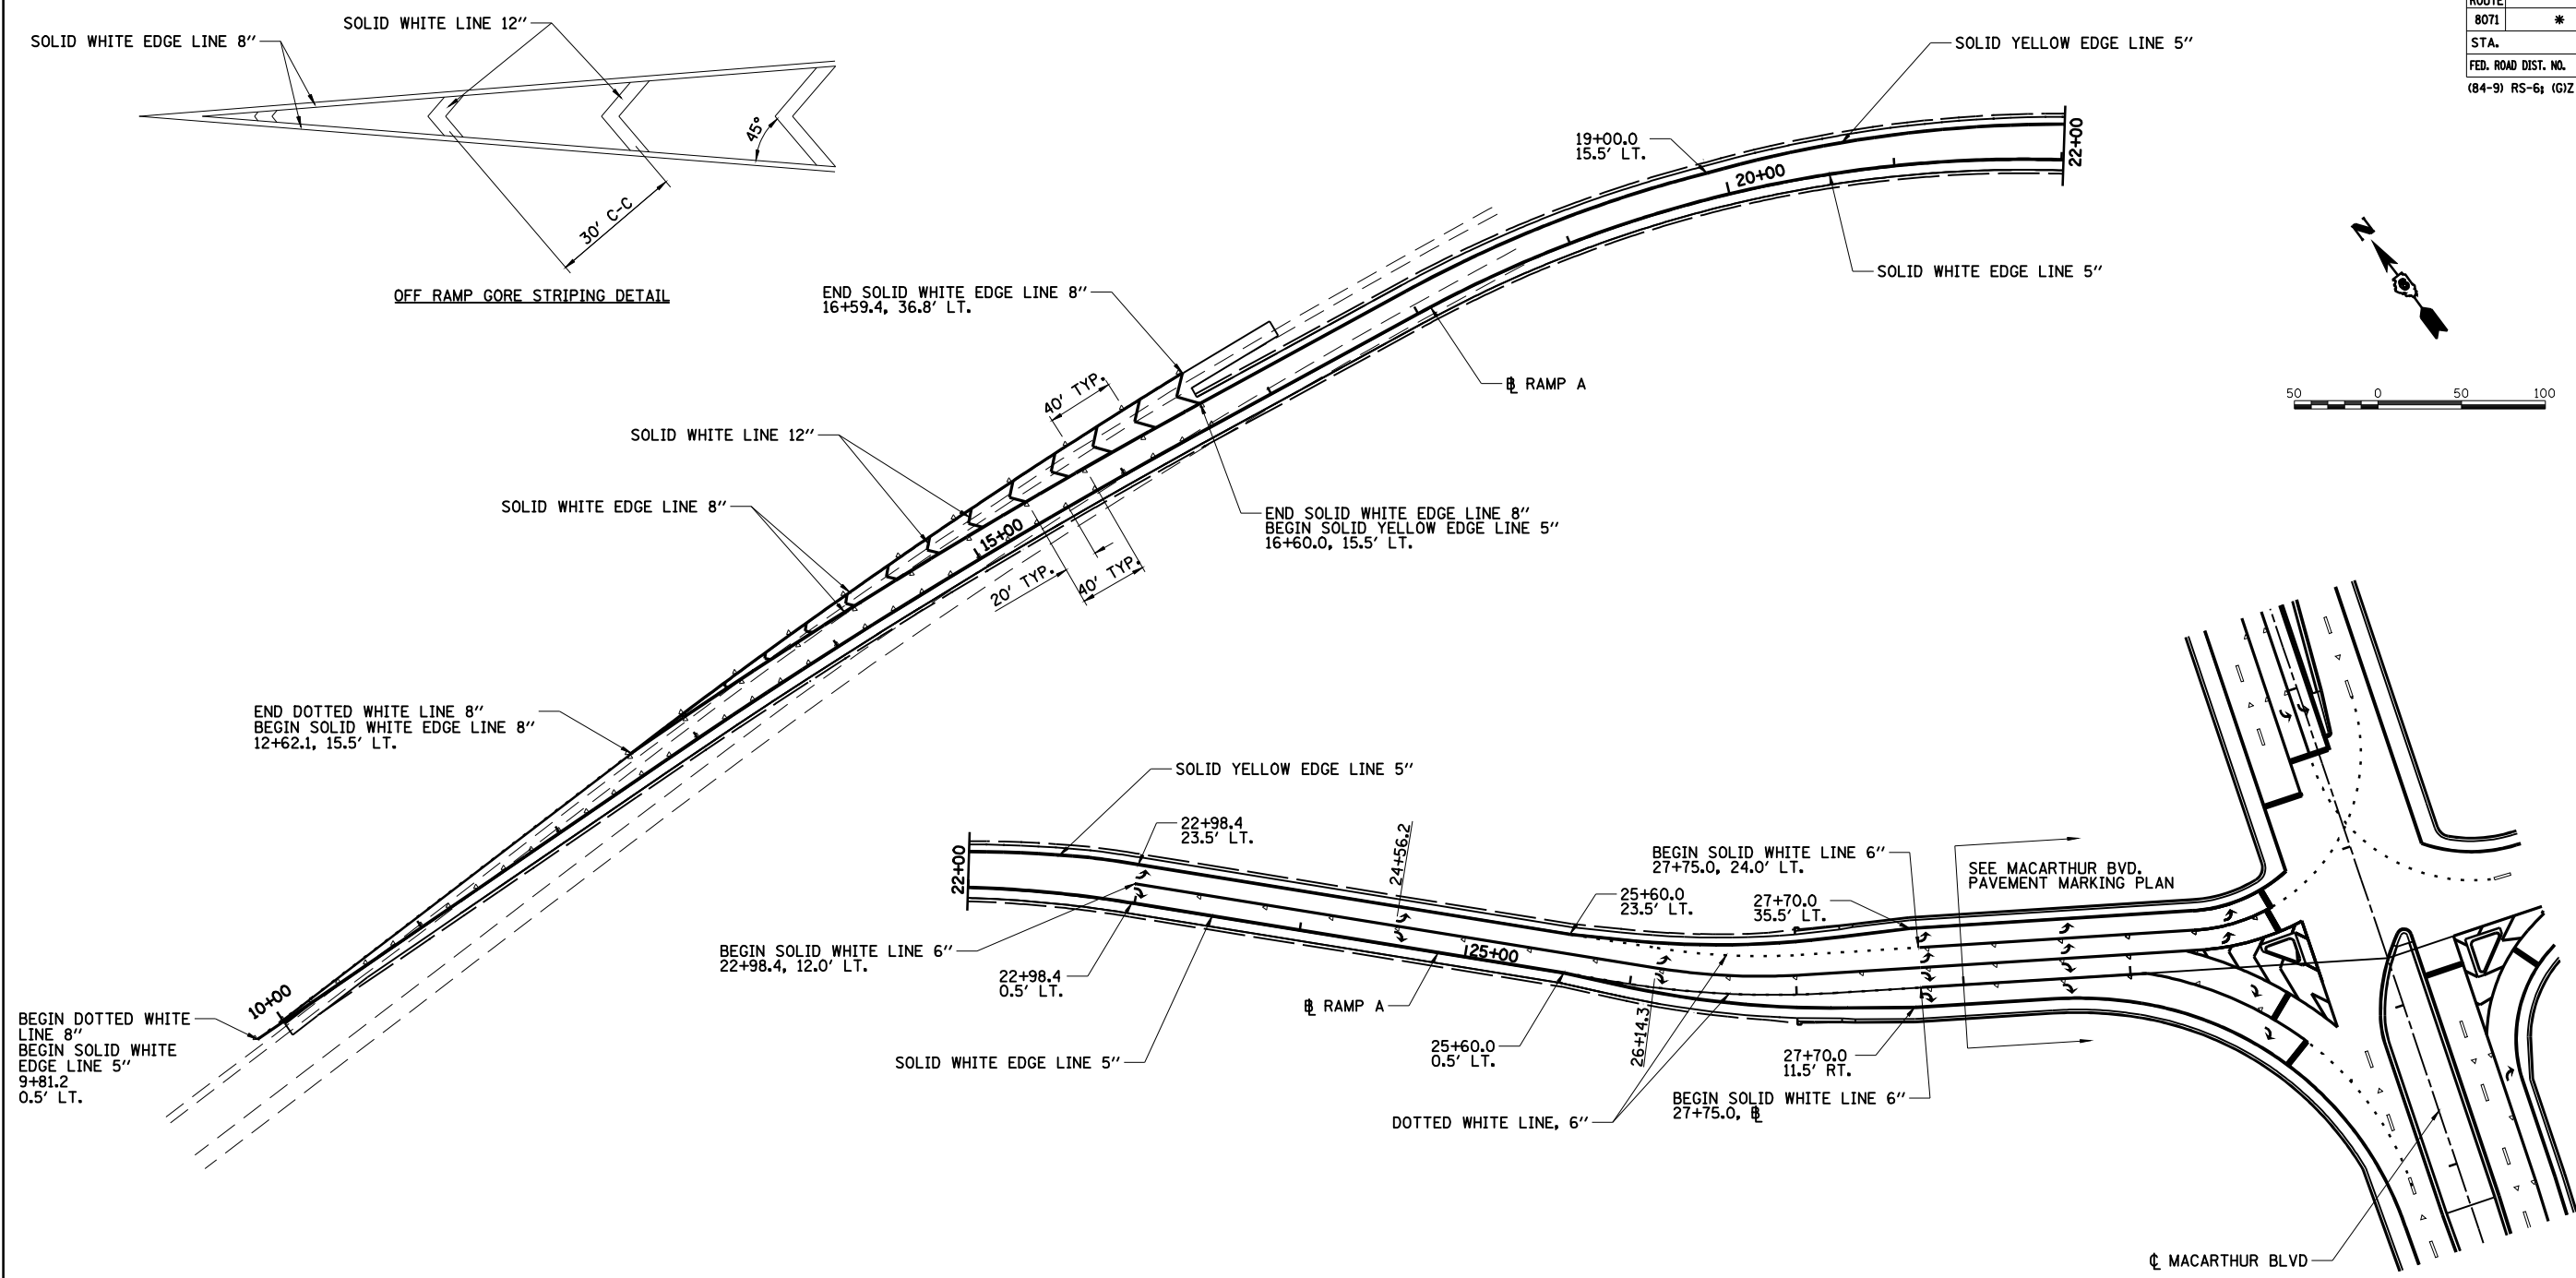 ROUTE
8071 *
STA.
FED. ROAD DIST. NO.
(84-9) RS-6; (G)Z
SOLID WHITE LINE 12"
SOLID WHITE EDGE LINE 8"
45°
30' C-C
OFF RAMP GORE STRIPING DETAIL
SOLID YELLOW EDGE LINE 5"
19+00.0
15.5' LT.
20+00
22+00
SOLID WHITE EDGE LINE 5"
N
END SOLID WHITE EDGE LINE 8"
16+59.4, 36.8' LT.
℄ RAMP A
50 0 50 100
40' TYP.
SOLID WHITE LINE 12"
SOLID WHITE EDGE LINE 8"
15+00
END SOLID WHITE EDGE LINE 8"
BEGIN SOLID YELLOW EDGE LINE 5"
16+60.0, 15.5' LT.
20' TYP.
40' TYP.
END DOTTED WHITE LINE 8"
BEGIN SOLID WHITE EDGE LINE 8"
12+62.1, 15.5' LT.
10+00
BEGIN DOTTED WHITE
LINE 8"
BEGIN SOLID WHITE
EDGE LINE 5"
9+81.2
0.5' LT.
SOLID YELLOW EDGE LINE 5"
22+00
22+98.4
23.5' LT.
24+56.2
BEGIN SOLID WHITE LINE 6"
27+75.0, 24.0' LT.
SEE MACARTHUR BVD.
PAVEMENT MARKING PLAN
25+60.0
23.5' LT.
27+70.0
35.5' LT.
BEGIN SOLID WHITE LINE 6"
22+98.4, 12.0' LT.
22+98.4
0.5' LT.
25+00
℄ RAMP A
SOLID WHITE EDGE LINE 5"
25+60.0
0.5' LT.
26+14.3
27+70.0
11.5' RT.
BEGIN SOLID WHITE LINE 6"
27+75.0, ℄
DOTTED WHITE LINE, 6"
℄ MACARTHUR BLVD